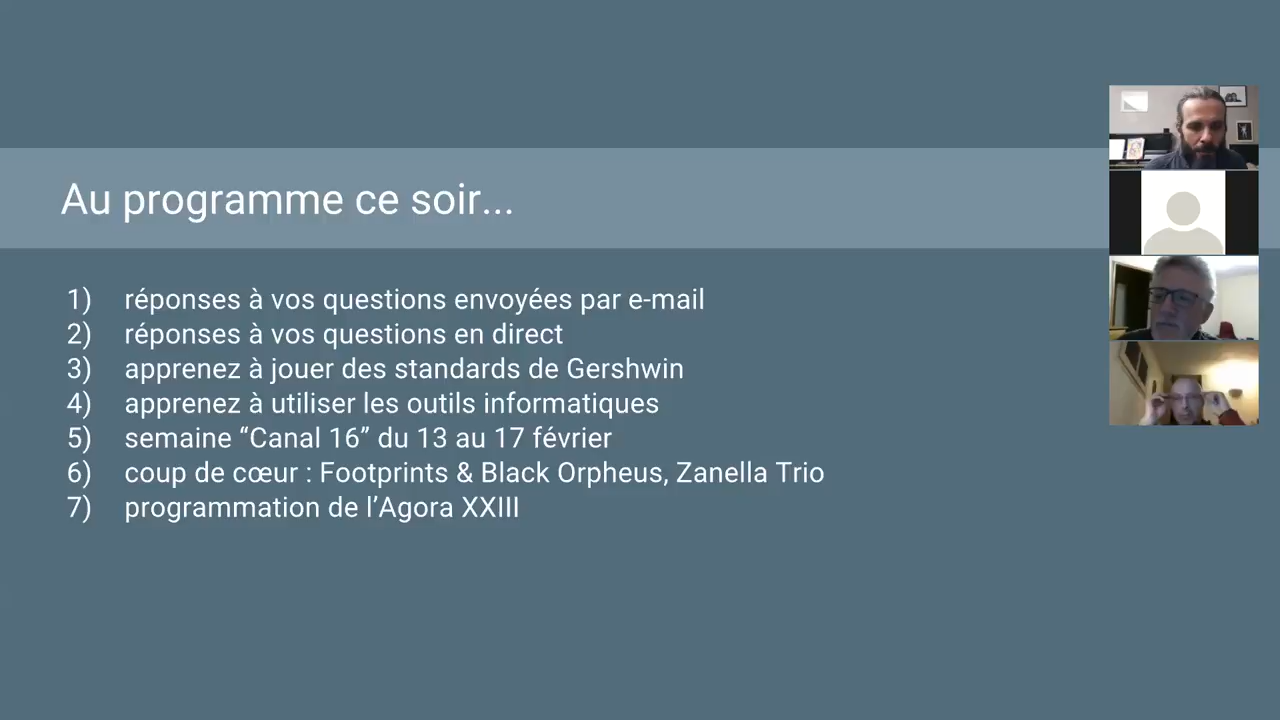 Au programme ce soir...
1) réponses à vos questions envoyées par e-mail
2) réponses à vos questions en direct
3) apprenez à jouer des standards de Gershwin
4) apprenez à utiliser les outils informatiques
5) semaine “Canal 16” du 13 au 17 février
6) coup de cœur : Footprints & Black Orpheus, Zanella Trio
7) programmation de l’Agora XXIII